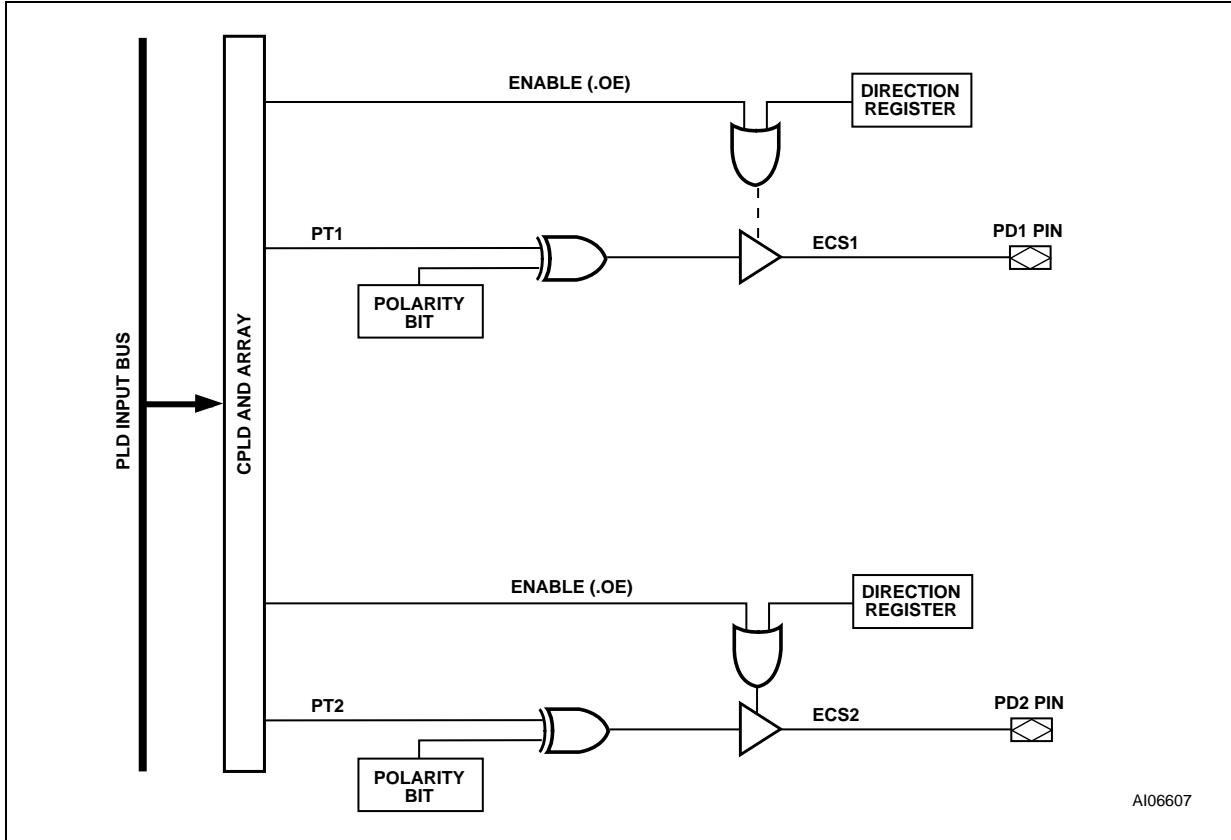 ENABLE (.OE)
DIRECTION
REGISTER
PT1
ECS1
PD1 PIN
POLARITY
BIT
PLD INPUT BUS
CPLD AND ARRAY
ENABLE (.OE)
DIRECTION
REGISTER
PT2
ECS2
PD2 PIN
POLARITY
BIT
AI06607